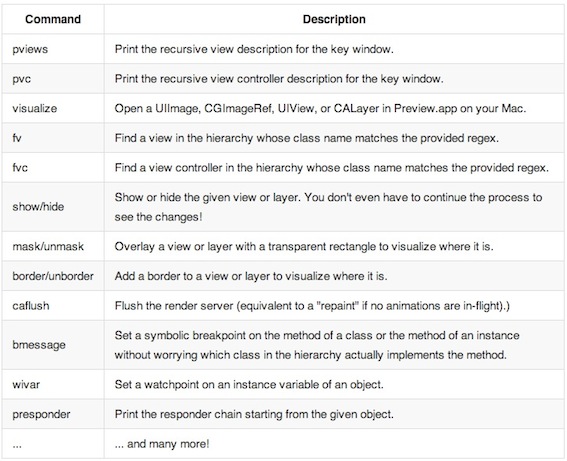 Command Description
pviews Print the recursive view description for the key window.
pvc Print the recursive view controller description for the key window.
visualize Open a UIImage, CGImageRef, UIView, or CALayer in Preview.app on your Mac.
fv Find a view in the hierarchy whose class name matches the provided regex.
fvc Find a view controller in the hierarchy whose class name matches the provided regex.
show/hide Show or hide the given view or layer. You don't even have to continue the process to
see the changes!
mask/unmask Overlay a view or layer with a transparent rectangle to visualize where it is.
border/unborder Add a border to a view or layer to visualize where it is.
caflush Flush the render server (equivalent to a "repaint" if no animations are in-flight).)
bmessage Set a symbolic breakpoint on the method of a class or the method of an instance
without worrying which class in the hierarchy actually implements the method.
wivar Set a watchpoint on an instance variable of an object.
presponder Print the responder chain starting from the given object.
... ... and many more!